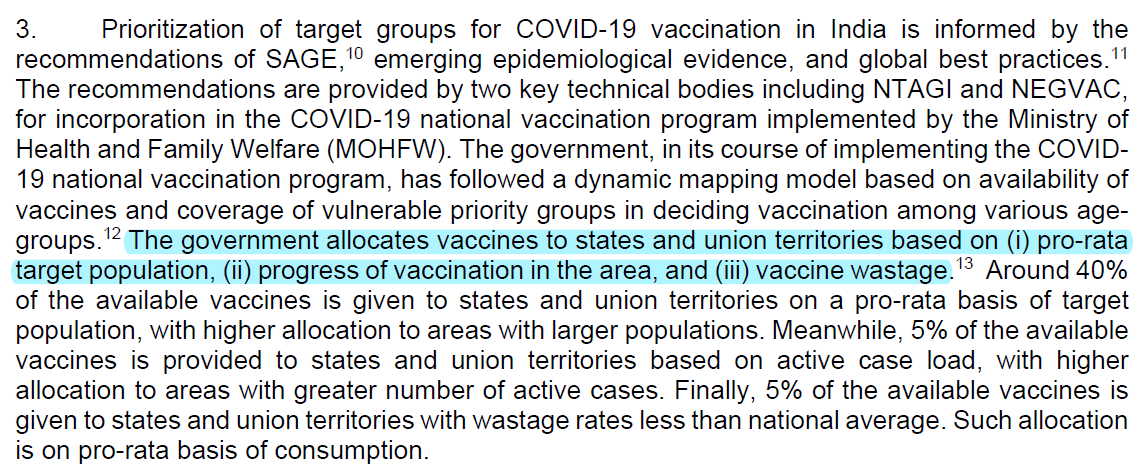 3. Prioritization of target groups for COVID-19 vaccination in India is informed by the
recommendations of SAGE,10 emerging epidemiological evidence, and global best practices.11
The recommendations are provided by two key technical bodies including NTAGI and NEGVAC,
for incorporation in the COVID-19 national vaccination program implemented by the Ministry of
Health and Family Welfare (MOHFW). The government, in its course of implementing the COVID-
19 national vaccination program, has followed a dynamic mapping model based on availability of
vaccines and coverage of vulnerable priority groups in deciding vaccination among various age-
groups.12 The government allocates vaccines to states and union territories based on (i) pro-rata
target population, (ii) progress of vaccination in the area, and (iii) vaccine wastage.13 Around 40%
of the available vaccines is given to states and union territories on a pro-rata basis of target
population, with higher allocation to areas with larger populations. Meanwhile, 5% of the available
vaccines is provided to states and union territories based on active case load, with higher
allocation to areas with greater number of active cases. Finally, 5% of the available vaccines is
given to states and union territories with wastage rates less than national average. Such allocation
is on pro-rata basis of consumption.